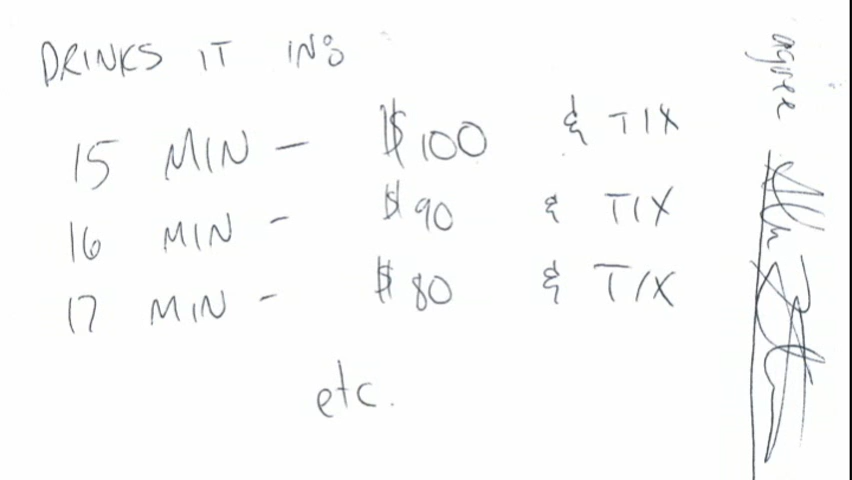 DRINKS IT IN:
15 MIN - $100 & TIX
16 MIN - $90 & TIX
17 MIN - $80 & TIX
etc.
agree